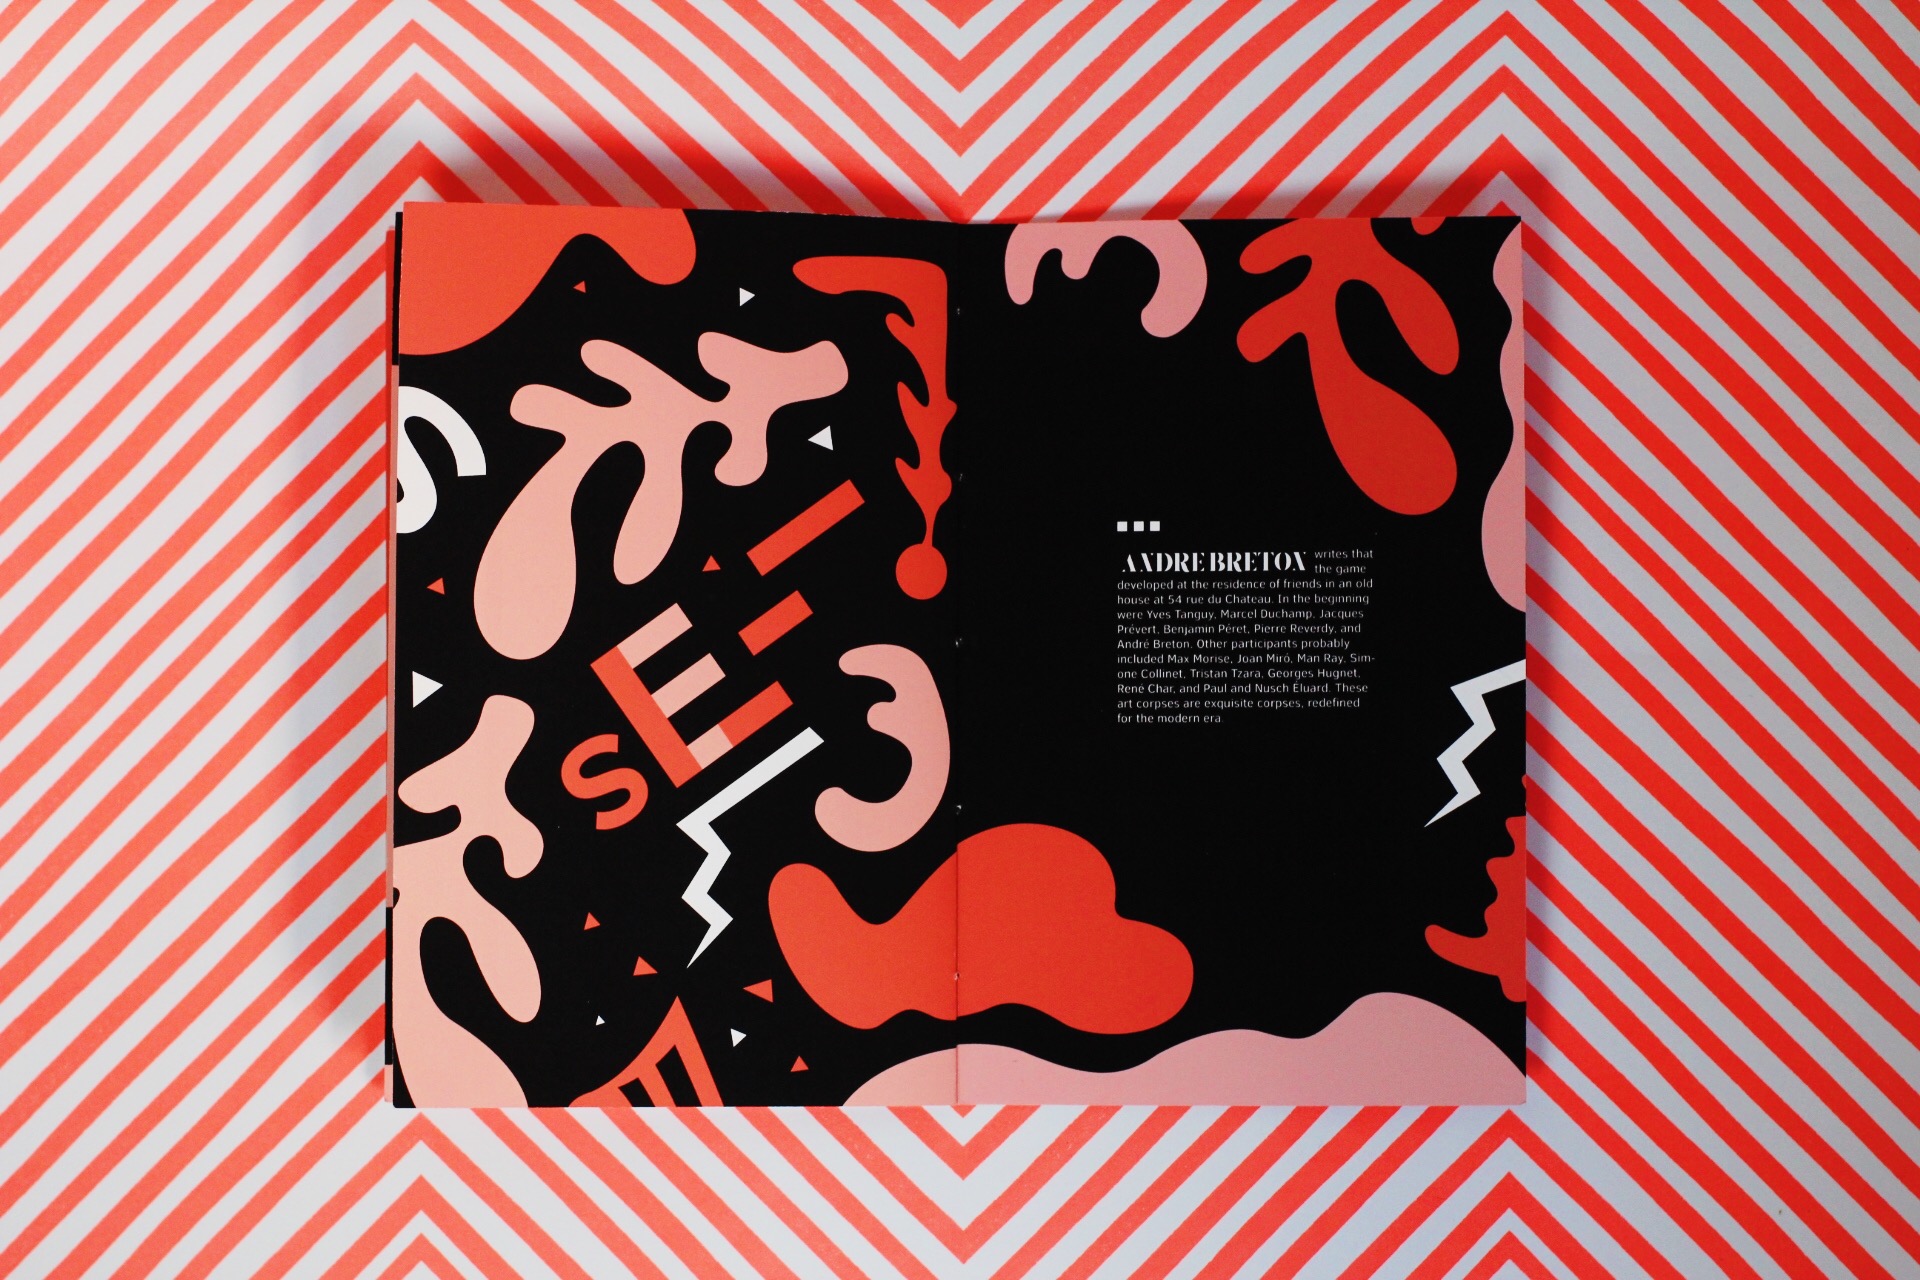 S
SE
ANDRE BRETON writes that
the game
developed at the residence of friends in an old
house at 54 rue du Chateau. In the beginning
were Yves Tanguy, Marcel Duchamp, Jacques
Prévert, Benjamin Péret, Pierre Reverdy, and
André Breton. Other participants probably
included Max Morise, Joan Miró, Man Ray, Sim-
one Collinet, Tristan Tzara, Georges Hugnet,
René Char, and Paul and Nusch Éluard. These
art corpses are exquisite corpses, redefined
for the modern era